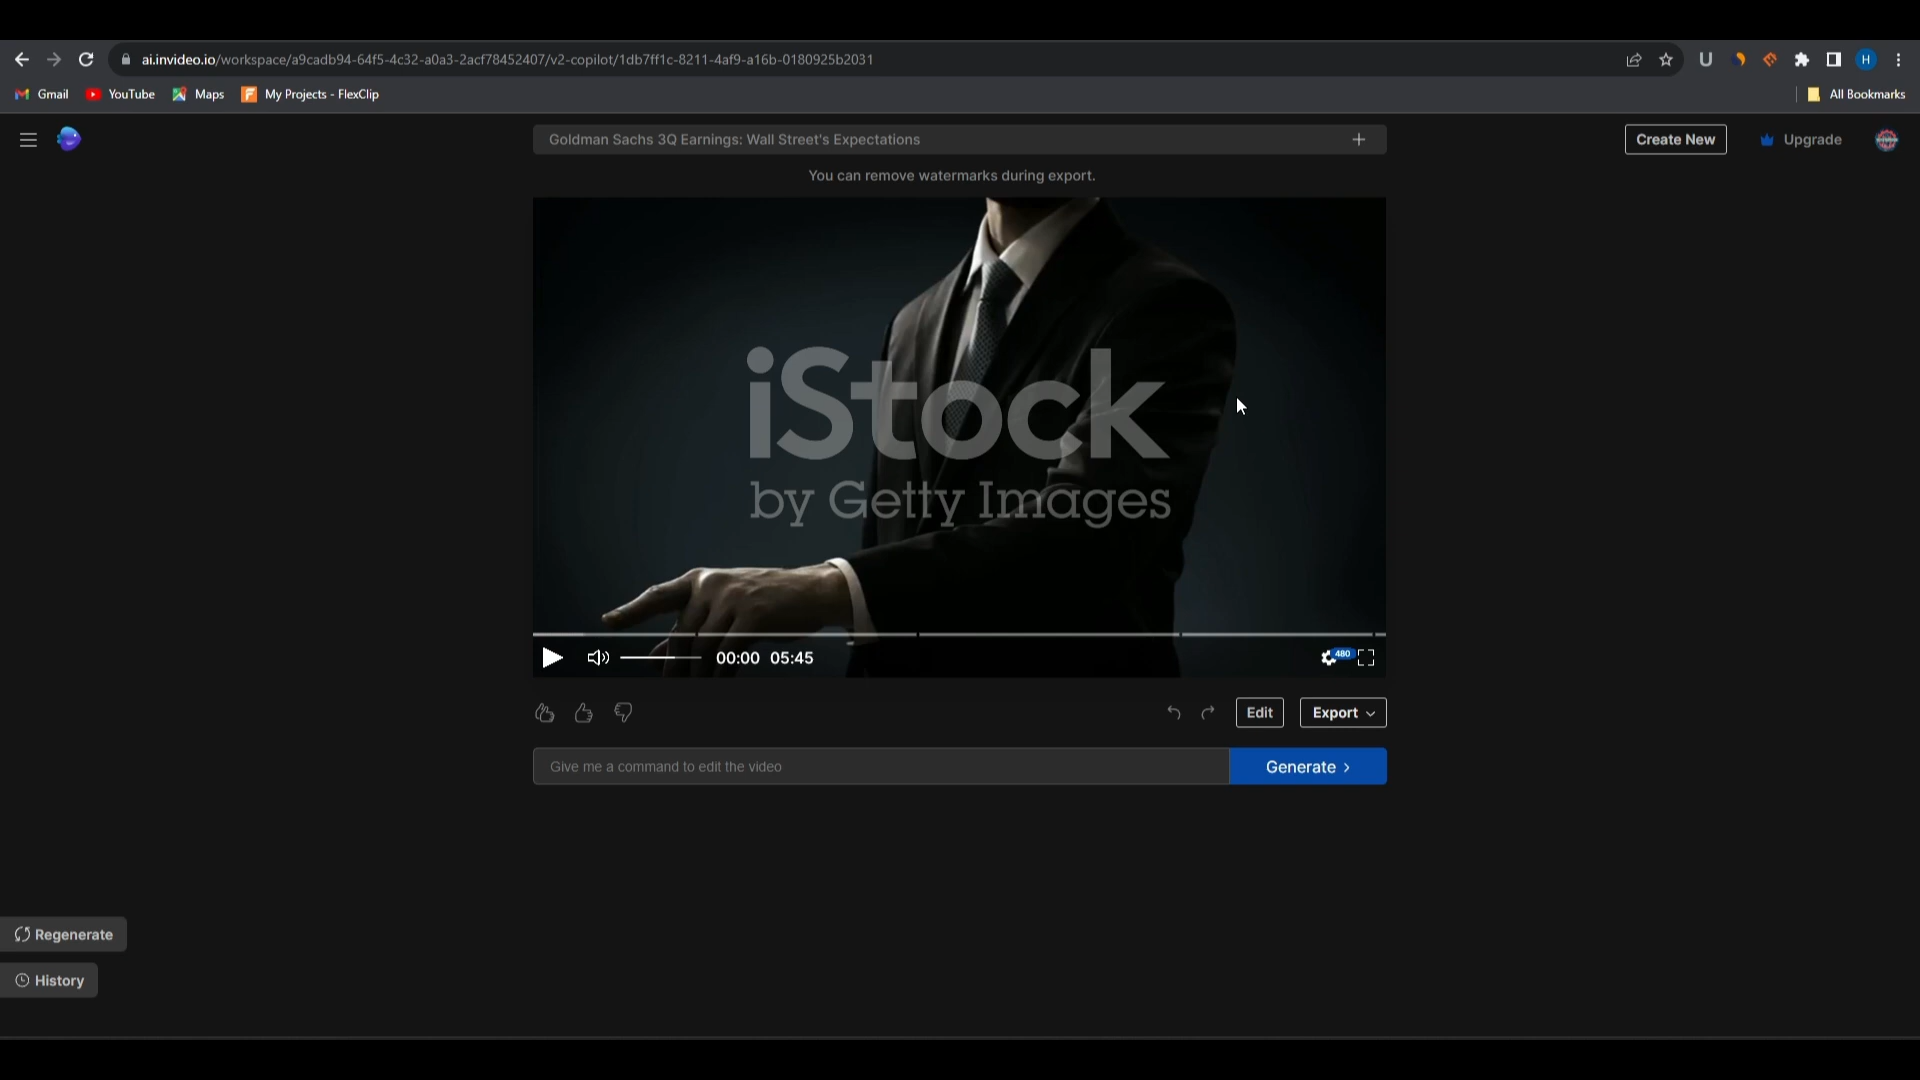 ai.invideo.io/workspace/a9cadb94-64f5-4c32-a0a3-2acf78452407/v2-copilot/1db7ff1c-8211-4af9-a16b-0180925b2031
U
H
Gmail
YouTube
Maps
My Projects - FlexClip
All Bookmarks
Goldman Sachs 3Q Earnings: Wall Street's Expectations
Create New
Upgrade
You can remove watermarks during export.
iStock
by Getty Images
00:00 05:45
480
Edit
Export
Give me a command to edit the video
Generate
Regenerate
History